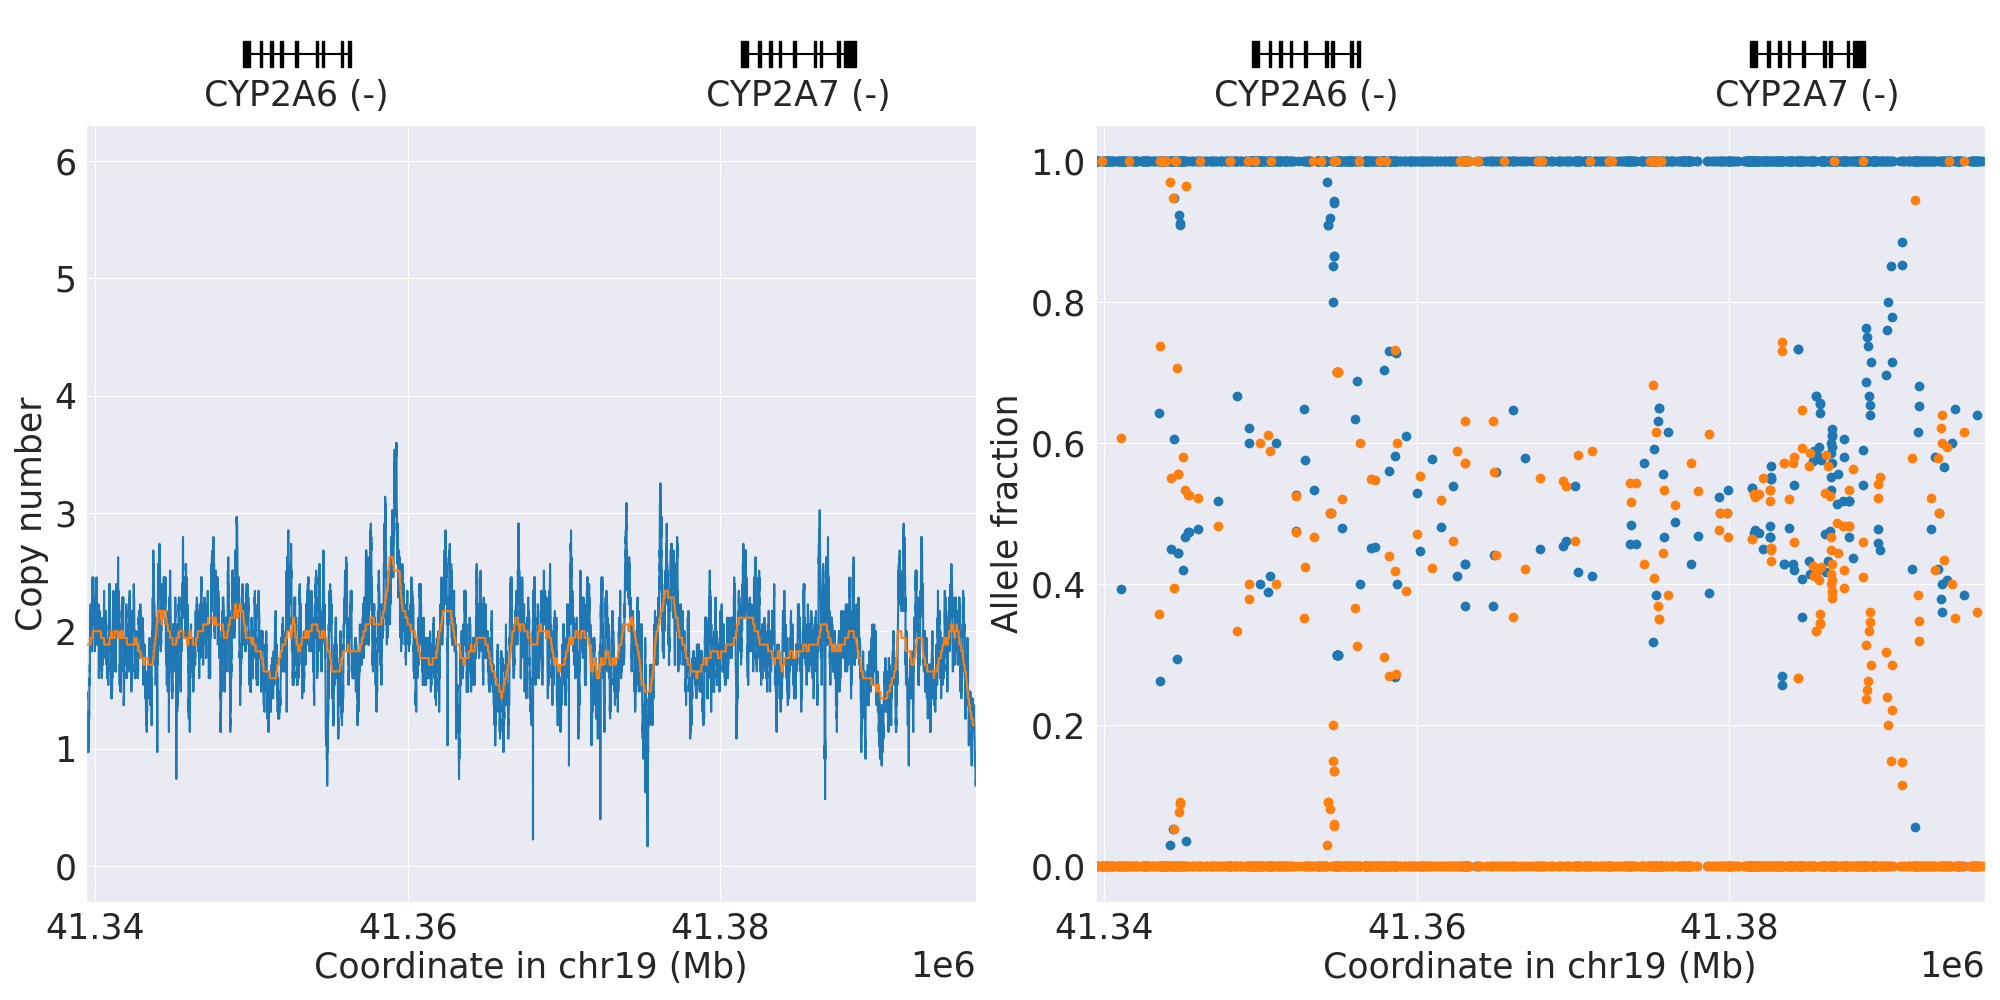 CYP2A6 (-)
CYP2A7 (-)
CYP2A6 (-)
CYP2A7 (-)
Copy number
6
5
4
3
2
1
0
41.34
41.36
41.38
Coordinate in chr19 (Mb)
1e6
Allele fraction
1.0
0.8
0.6
0.4
0.2
0.0
41.34
41.36
41.38
Coordinate in chr19 (Mb)
1e6